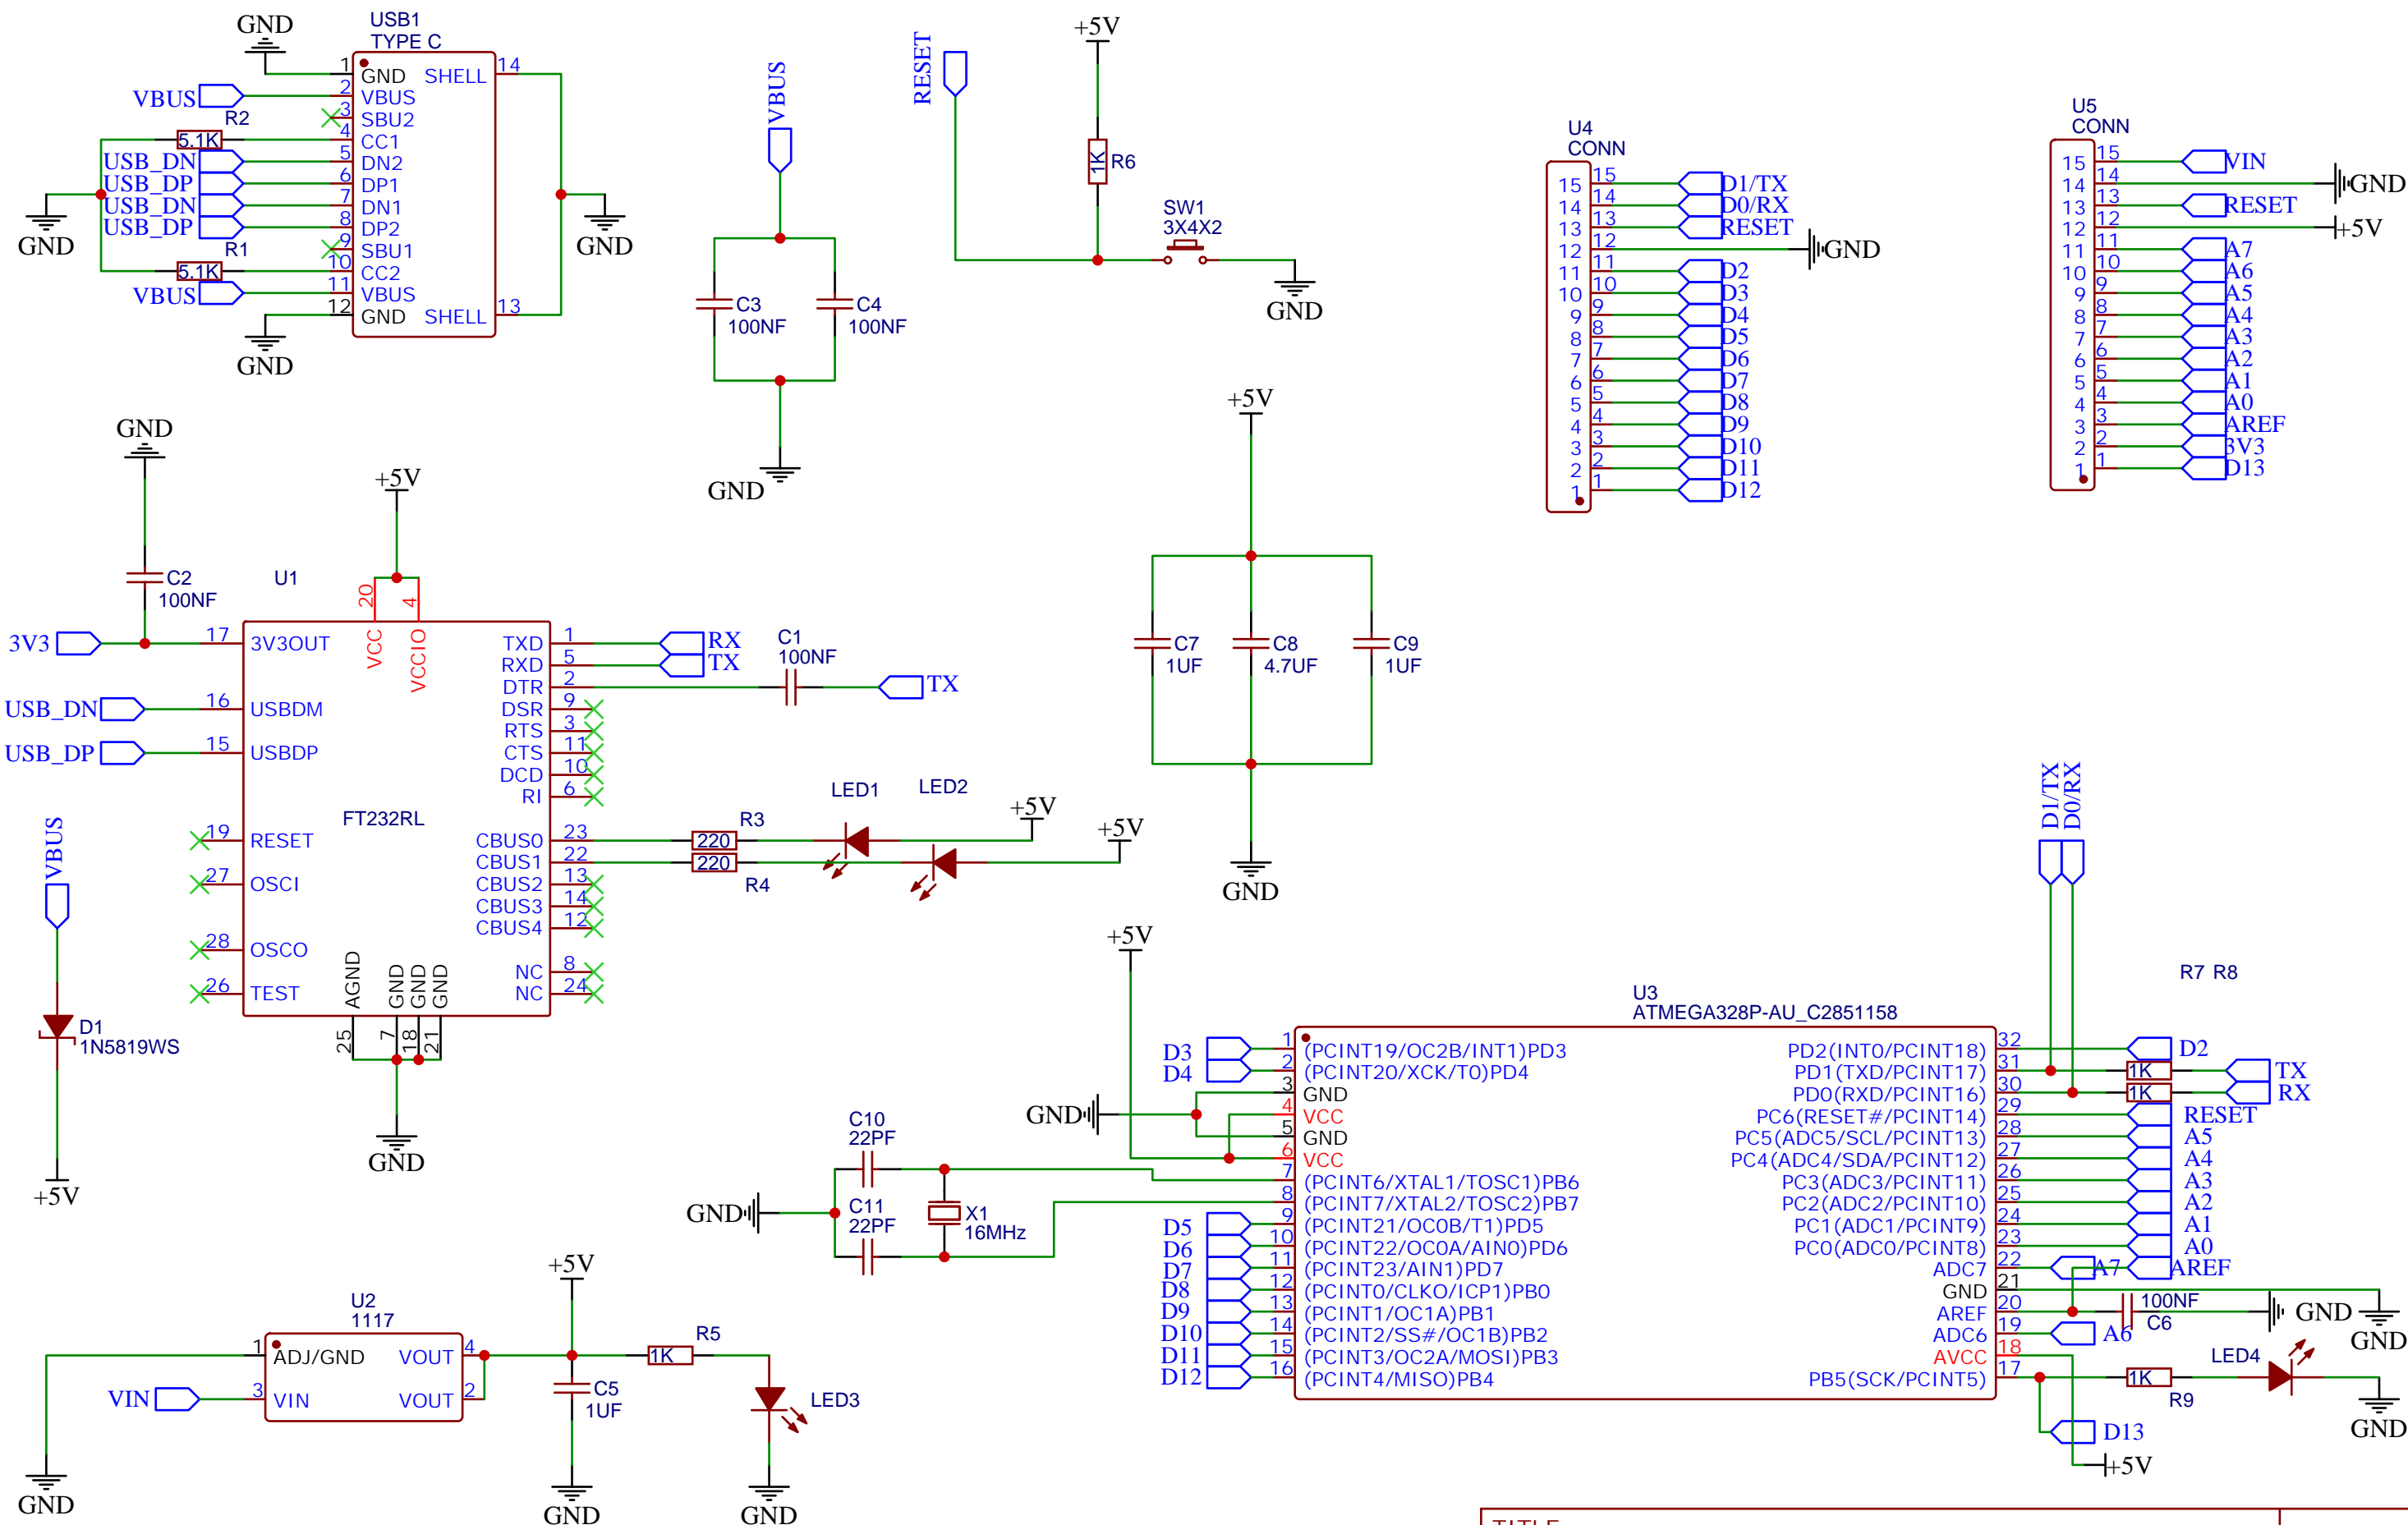 USB1
TYPE C
GND
1
GND
SHELL
14
VBUS
2
VBUS
3
SBU2
R2
5.1K
4
CC1
USB_DN
5
DN2
USB_DP
6
DP1
USB_DN
7
DN1
USB_DP
8
DP2
9
SBU1
R1
5.1K
10
CC2
VBUS
11
VBUS
12
GND
SHELL
13
GND
GND
GND
VBUS
C3
100NF
C4
100NF
GND
RESET
+5V
1K
R6
SW1
3X4X2
GND
U4
CONN
15 15 D1/TX
14 14 D0/RX
13 13 RESET
12 12 GND
11 11 D2
10 10 D3
9 9 D4
8 8 D5
7 7 D6
6 6 D7
5 5 D8
4 4 D9
3 3 D10
2 2 D11
1 1 D12
U5
CONN
15 15 VIN
14 14 GND
13 13 RESET
12 12 +5V
11 11 A7
10 10 A6
9 9 A5
8 8 A4
7 7 A3
6 6 A2
5 5 A1
4 4 A0
3 3 AREF
2 2 3V3
1 1 D13
GND
C2
100NF
U1
+5V
20
VCC
4
VCCIO
3V3
17
3V3OUT
USB_DN
16
USBDM
USB_DP
15
USBDP
FT232RL
19
RESET
27
OSCI
28
OSCO
26
TEST
TXD 1 RX
RXD 5 TX
DTR 2
C1
100NF
TX
DSR 9
RTS 3
CTS 11
DCD 10
RI 6
CBUS0 23
CBUS1 22
CBUS2 13
CBUS3 14
CBUS4 12
NC 8
NC 24
R3
220
220
R4
LED1
LED2
+5V
+5V
AGND
GND
GND
GND
25
7
18
21
GND
VBUS
D1
1N5819WS
+5V
+5V
C7
1UF
C8
4.7UF
C9
1UF
GND
U2
1117
1
ADJ/GND
VIN
3
VIN
VOUT
4
VOUT
2
GND
+5V
C5
1UF
GND
R5
1K
LED3
GND
D1/TX
D0/RX
R7 R8
U3
ATMEGA328P-AU_C2851158
+5V
GND
D3 1 (PCINT19/OC2B/INT1)PD3
D4 2 (PCINT20/XCK/T0)PD4
3 GND
4 VCC
5 GND
6 VCC
7 (PCINT6/XTAL1/TOSC1)PB6
8 (PCINT7/XTAL2/TOSC2)PB7
D5 9 (PCINT21/OC0B/T1)PD5
D6 10 (PCINT22/OC0A/AIN0)PD6
D7 11 (PCINT23/AIN1)PD7
D8 12 (PCINT0/CLKO/ICP1)PB0
D9 13 (PCINT1/OC1A)PB1
D10 14 (PCINT2/SS#/OC1B)PB2
D11 15 (PCINT3/OC2A/MOSI)PB3
D12 16 (PCINT4/MISO)PB4
C10
22PF
C11
22PF
GND
X1
16MHz
PD2(INT0/PCINT18) 32 D2
PD1(TXD/PCINT17) 31 1K TX
PD0(RXD/PCINT16) 30 1K RX
PC6(RESET#/PCINT14) 29 RESET
PC5(ADC5/SCL/PCINT13) 28 A5
PC4(ADC4/SDA/PCINT12) 27 A4
PC3(ADC3/PCINT11) 26 A3
PC2(ADC2/PCINT10) 25 A2
PC1(ADC1/PCINT9) 24 A1
PC0(ADC0/PCINT8) 23 A0
ADC7 22 A7 AREF
GND 21 GND
AREF 20 100NF C6 GND
ADC6 19 A6
AVCC 18 +5V
PB5(SCK/PCINT5) 17 1K
R9
LED4
GND
D13
TITLE